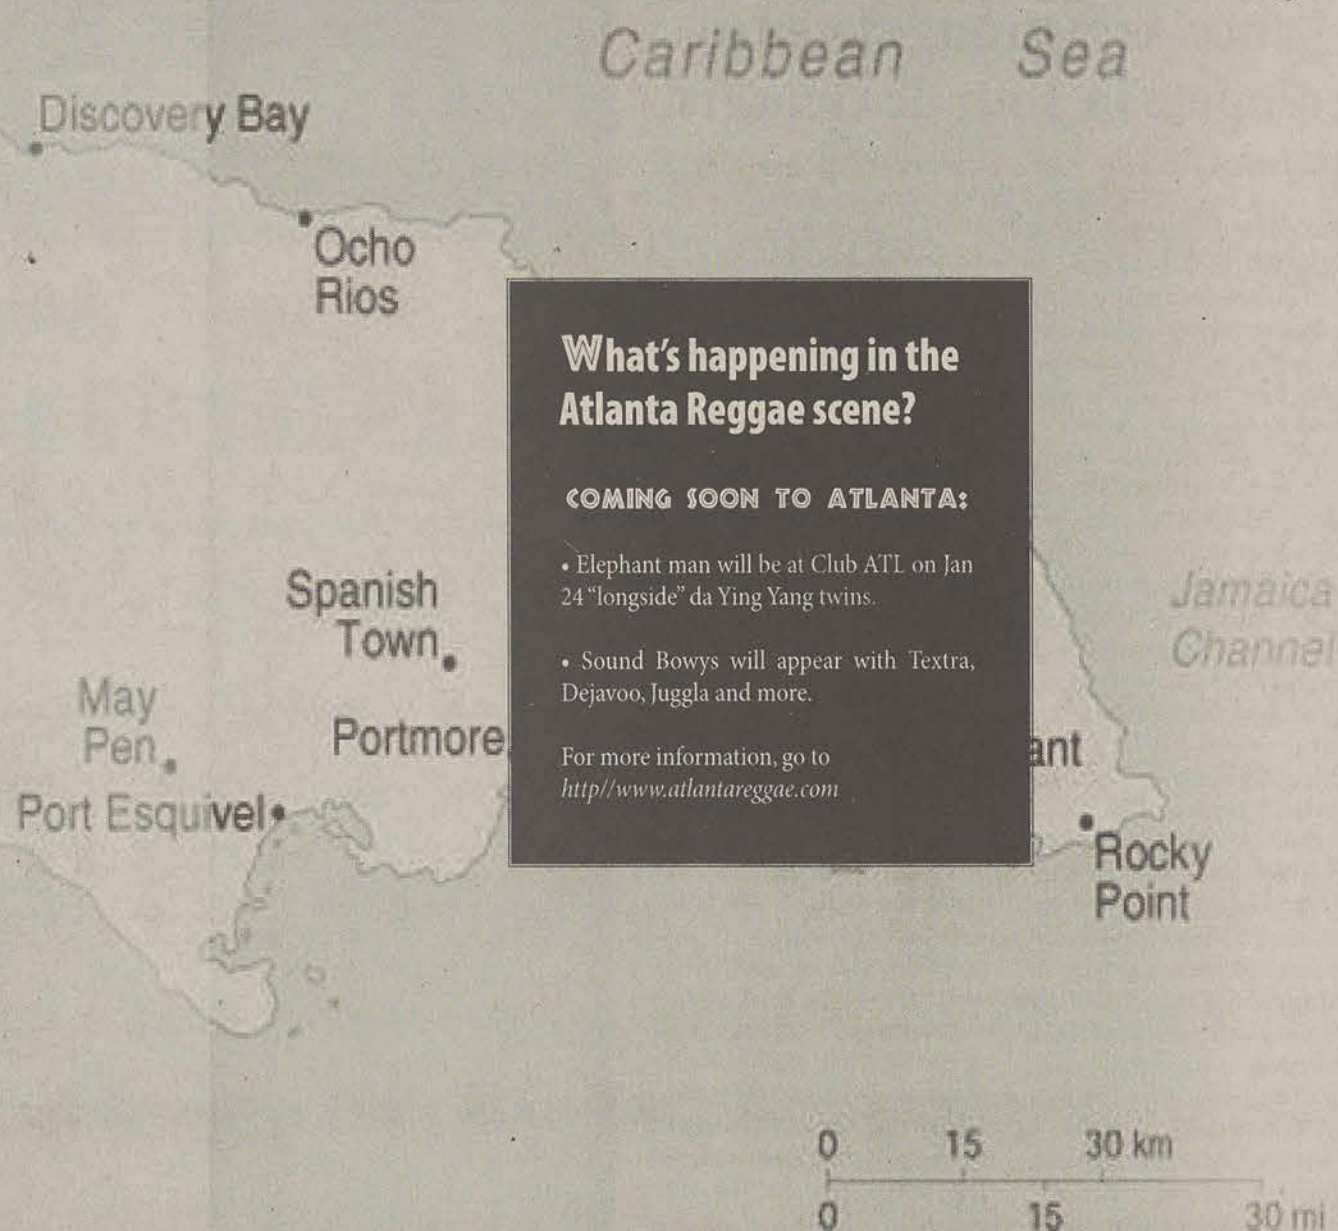 Caribbean Sea
Discovery Bay
Ocho
Rios
What's happening in the
Atlanta Reggae scene?
COMING SOON TO ATLANTA:
• Elephant man will be at Club ATL on Jan
24 "longside" da Ying Yang twins.
• Sound Bowys will appear with Textra,
Dejavoo, Juggla and more.
For more information, go to
http//www.atlantareggae.com
Spanish
Town
Jamaica
Channel
May
Pen
Portmore
ant
Port Esquivel
Rocky
Point
0 15 30 km
0 15 30 mi